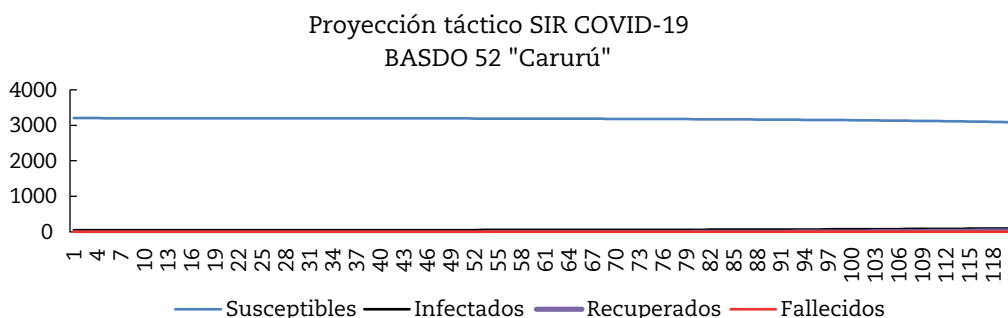 Proyección táctico SIR COVID-19
BASDO 52 "Carurú"
4000
3000
2000
1000
0
1 4 7 10 13 16 19 22 25 28 31 34 37 40 43 46 49 52 55 58 61 64 67 70 73 76 79 82 85 88 91 94 97 100 103 106 109 112 115 118
Susceptibles Infectados Recuperados Fallecidos